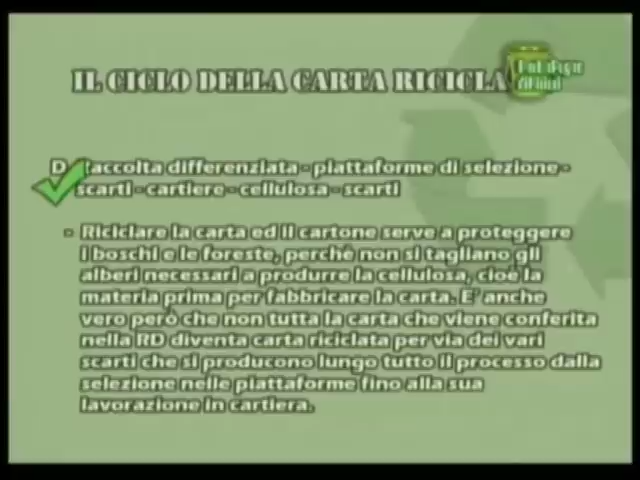 IL CICLO DELLA CARTA RICICLA
D. Raccolta differenziata - piattaforme di selezione -
scarti - cartiere - cellulosa - scarti
- Riciclare la carta ed il cartone serve a proteggere
i boschi e le foreste, perchè non si tagliano gli
alberi necessari a produrre la cellulosa, cioè la
materia prima per fabbricare la carta. E' anche
vero però che non tutta la carta che viene conferita
nella RD diventa carta riciclata per via dei vari
scarti che si producono lungo tutto il processo dalla
selezione nelle piattaforme fino alla sua
lavorazione in cartiera.